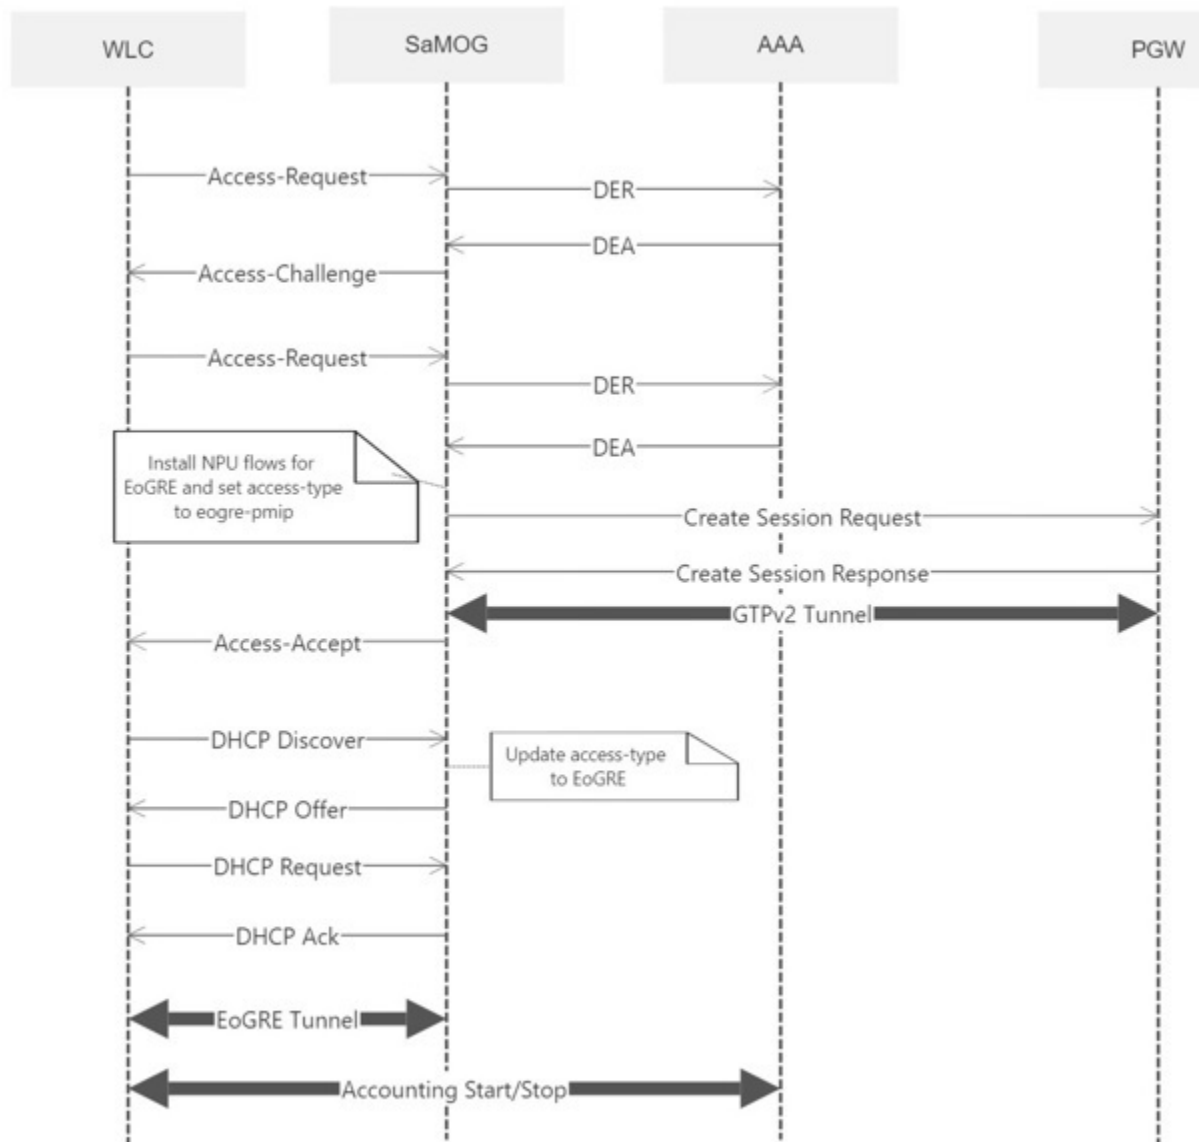 WLC
SaMOG
AAA
PGW
Access-Request
DER
DEA
Access-Challenge
Access-Request
DER
DEA
Install NPU flows for
EoGRE and set access-type
to eogre-pmip
Create Session Request
Create Session Response
GTPv2 Tunnel
Access-Accept
DHCP Discover
Update access-type
to EoGRE
DHCP Offer
DHCP Request
DHCP Ack
EoGRE Tunnel
Accounting Start/Stop